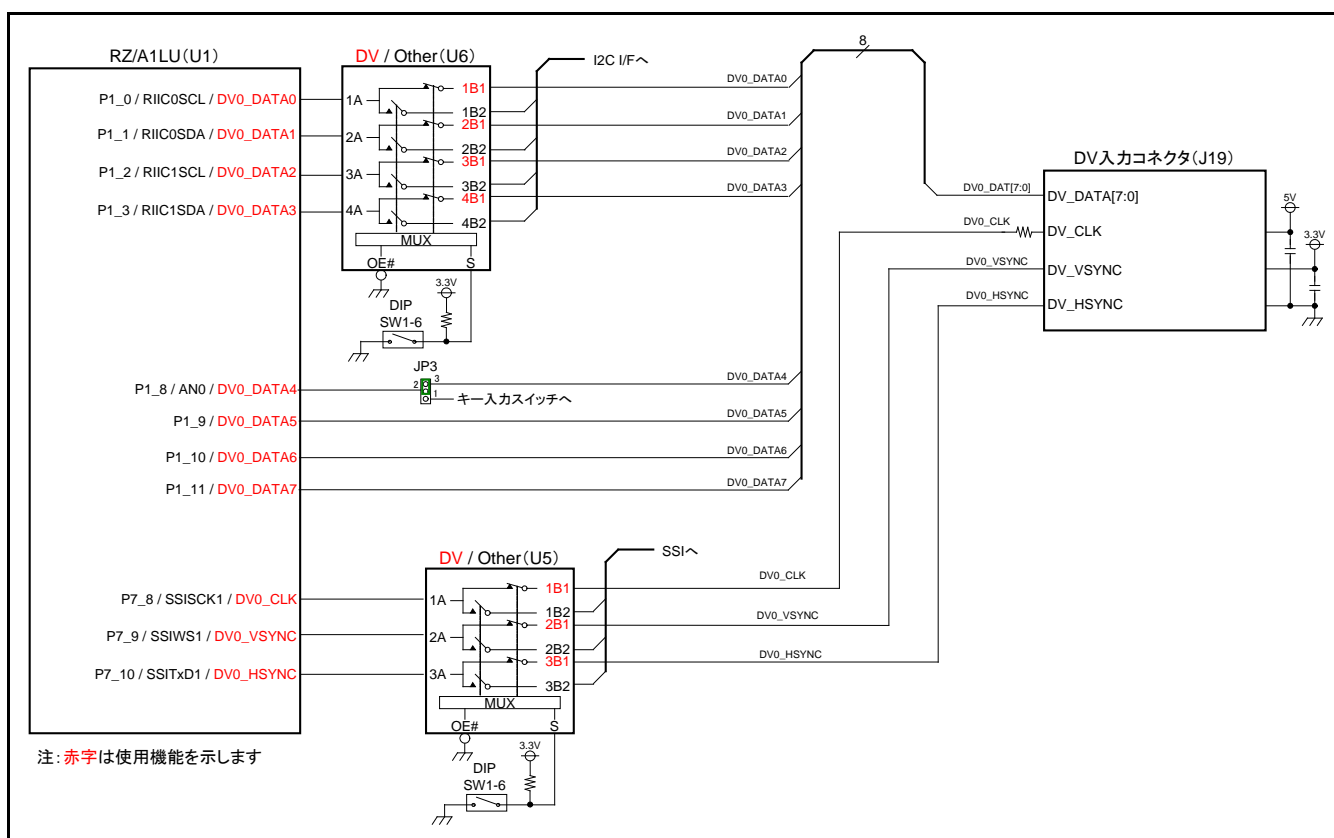 RZ/A1LU(U1)
P1_0 / RIIC0SCL / DV0_DATA0
P1_1 / RIIC0SDA / DV0_DATA1
P1_2 / RIIC1SCL / DV0_DATA2
P1_3 / RIIC1SDA / DV0_DATA3
P1_8 / AN0 / DV0_DATA4
P1_9 / DV0_DATA5
P1_10 / DV0_DATA6
P1_11 / DV0_DATA7
P7_8 / SSISCK1 / DV0_CLK
P7_9 / SSIWS1 / DV0_VSYNC
P7_10 / SSITxD1 / DV0_HSYNC
注:赤字は使用機能を示します
DV / Other(U6)
1A
1B1
1B2
2A
2B1
2B2
3A
3B1
3B2
4A
4B1
4B2
MUX
OE#
S
I2C I/Fへ
3.3V
DIP
SW1-6
JP3
2
3
1
キー入力スイッチへ
DV / Other(U5)
1A
1B1
1B2
2A
2B1
2B2
3A
3B1
3B2
MUX
OE#
S
SSIへ
3.3V
DIP
SW1-6
8
DV0_DATA0
DV0_DATA1
DV0_DATA2
DV0_DATA3
DV0_DATA4
DV0_DATA5
DV0_DATA6
DV0_DATA7
DV0_CLK
DV0_VSYNC
DV0_HSYNC
DV0_DAT[7:0]
DV0_CLK
DV0_VSYNC
DV0_HSYNC
DV入力コネクタ(J19)
DV_DATA[7:0]
DV_CLK
DV_VSYNC
DV_HSYNC
5V
3.3V